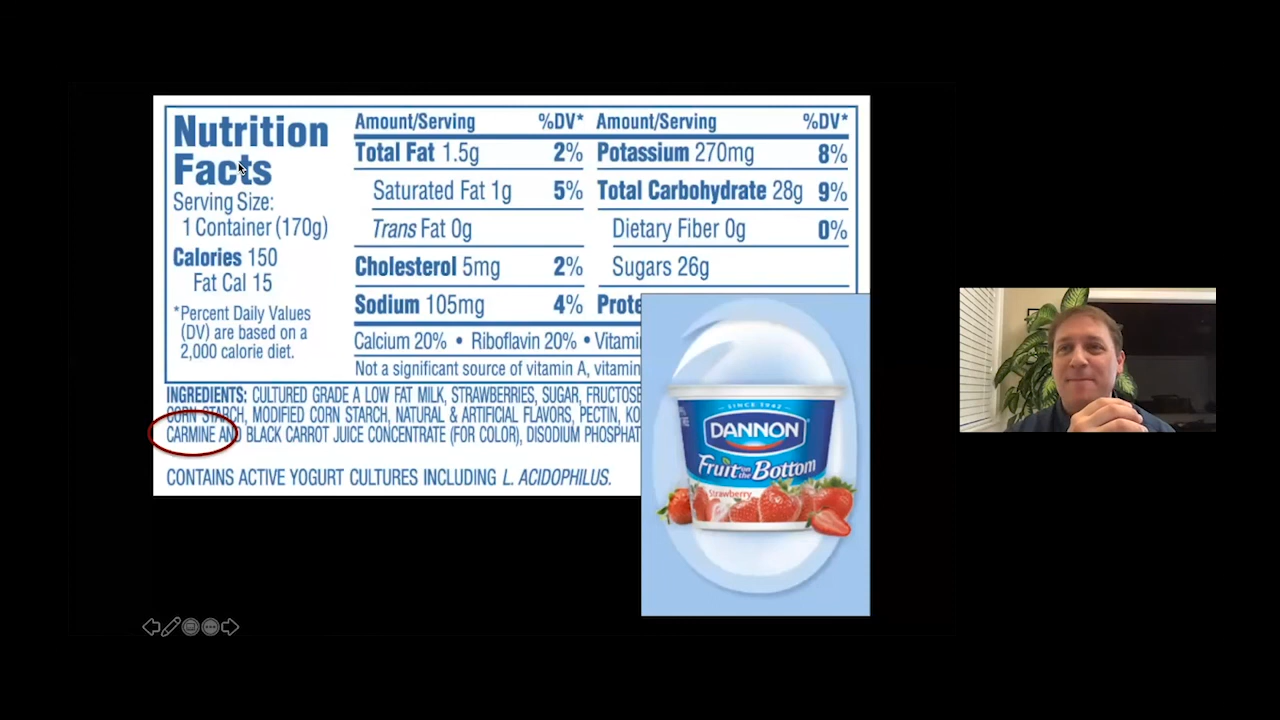 Nutrition
Facts
Serving Size:
1 Container (170g)
Calories 150
Fat Cal 15
*Percent Daily Values
(DV) are based on a
2,000 calorie diet.
Amount/Serving %DV*
Total Fat 1.5g 2%
Saturated Fat 1g 5%
Trans Fat 0g
Cholesterol 5mg 2%
Sodium 105mg 4%
Amount/Serving %DV*
Potassium 270mg 8%
Total Carbohydrate 28g 9%
Dietary Fiber 0g 0%
Sugars 26g
Prote
Calcium 20% • Riboflavin 20% • Vitami
Not a significant source of vitamin A, vitamin
INGREDIENTS: CULTURED GRADE A LOW FAT MILK, STRAWBERRIES, SUGAR, FRUCTOSE
CORN STARCH, MODIFIED CORN STARCH, NATURAL & ARTIFICIAL FLAVORS, PECTIN, KO
CARMINE AND BLACK CARROT JUICE CONCENTRATE (FOR COLOR), DISODIUM PHOSPHAT
CONTAINS ACTIVE YOGURT CULTURES INCLUDING L. ACIDOPHILUS.
SINCE 1942
DANNON
Fruit on the Bottom
Strawberry